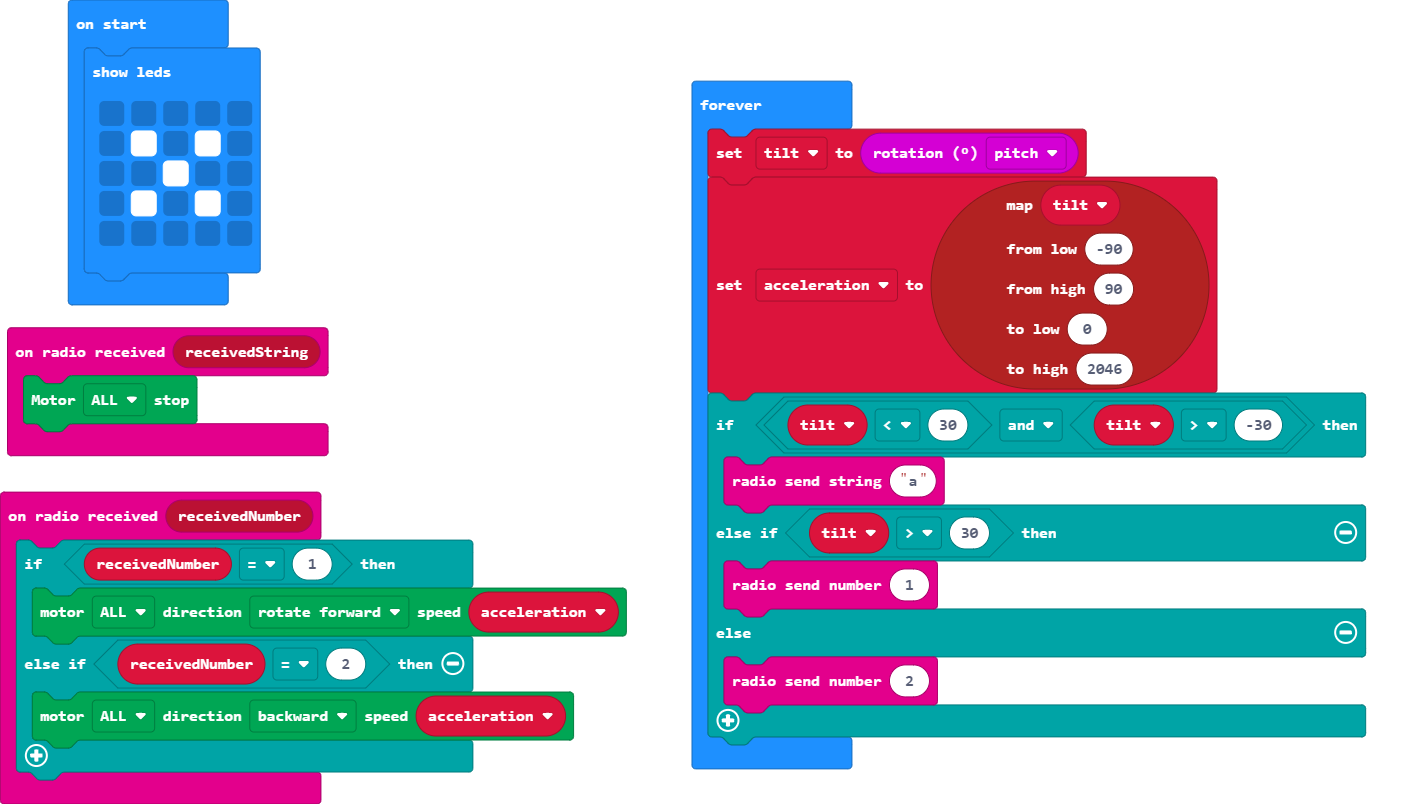 on start
show leds
on radio received receivedString
Motor ALL stop
on radio received receivedNumber
if receivedNumber = 1 then
motor ALL direction rotate forward speed acceleration
else if receivedNumber = 2 then
motor ALL direction backward speed acceleration
forever
set tilt to rotation (º) pitch
set acceleration to
map tilt
from low -90
from high 90
to low 0
to high 2046
if tilt < 30 and tilt > -30 then
radio send string "a"
else if tilt > 30 then
radio send number 1
else
radio send number 2